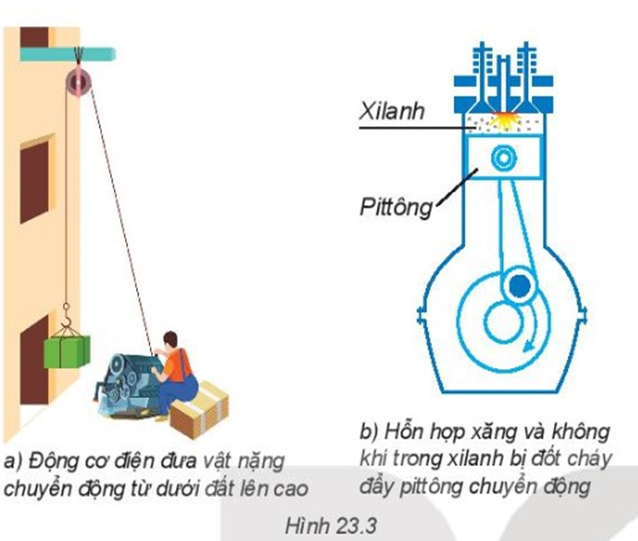 Xilanh
Pittông
a) Động cơ điện đưa vật nặng
chuyển động từ dưới đất lên cao
b) Hỗn hợp xăng và không
khí trong xilanh bị đốt cháy
đẩy pittông chuyển động
Hình 23.3